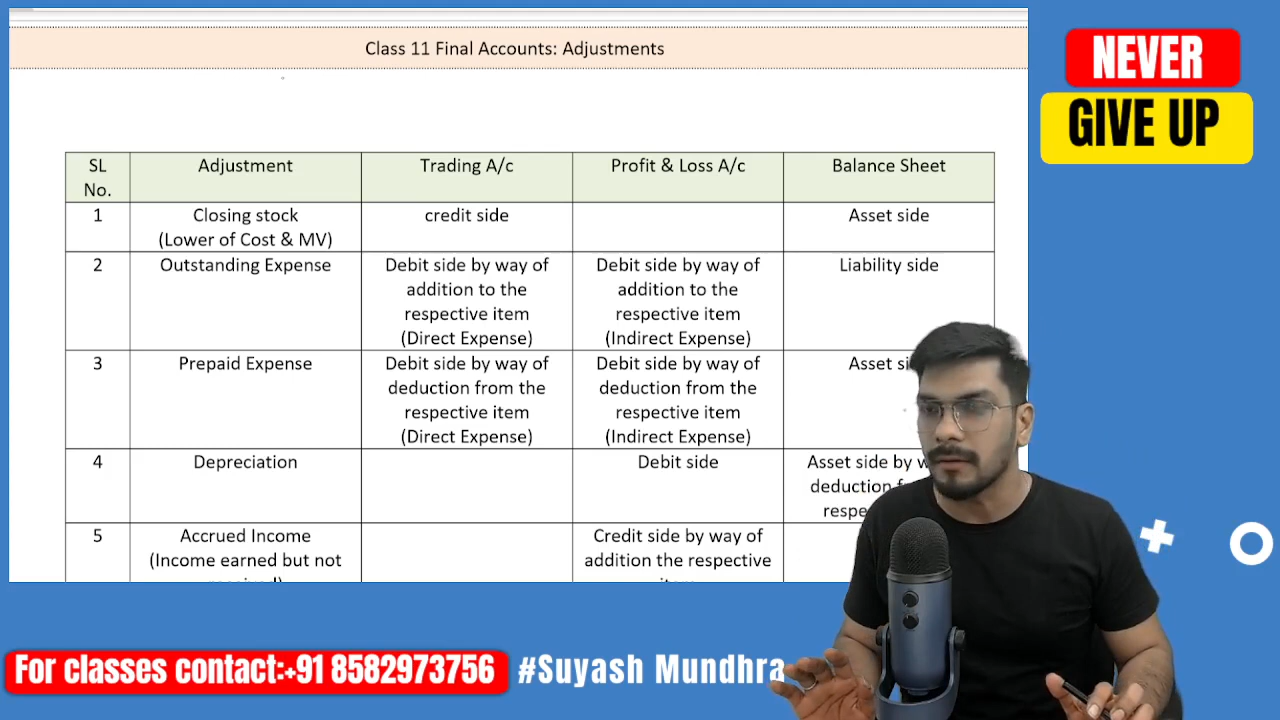 Class 11 Final Accounts: Adjustments
NEVER
GIVE UP
SL No. Adjustment Trading A/c Profit & Loss A/c Balance Sheet
1 Closing stock credit side Asset side
(Lower of Cost & MV)
2 Outstanding Expense Debit side by way of Debit side by way of Liability side
addition to the addition to the
respective item respective item
(Direct Expense) (Indirect Expense)
3 Prepaid Expense Debit side by way of Debit side by way of Asset
deduction from the deduction from the
respective item respective item
(Direct Expense) (Indirect Expense)
4 Depreciation Debit side Asset side by
deduction
5 Accrued Income Credit side by way of
(Income earned but not addition the respective
For classes contact:+91 8582973756 #Suyash Mundhra